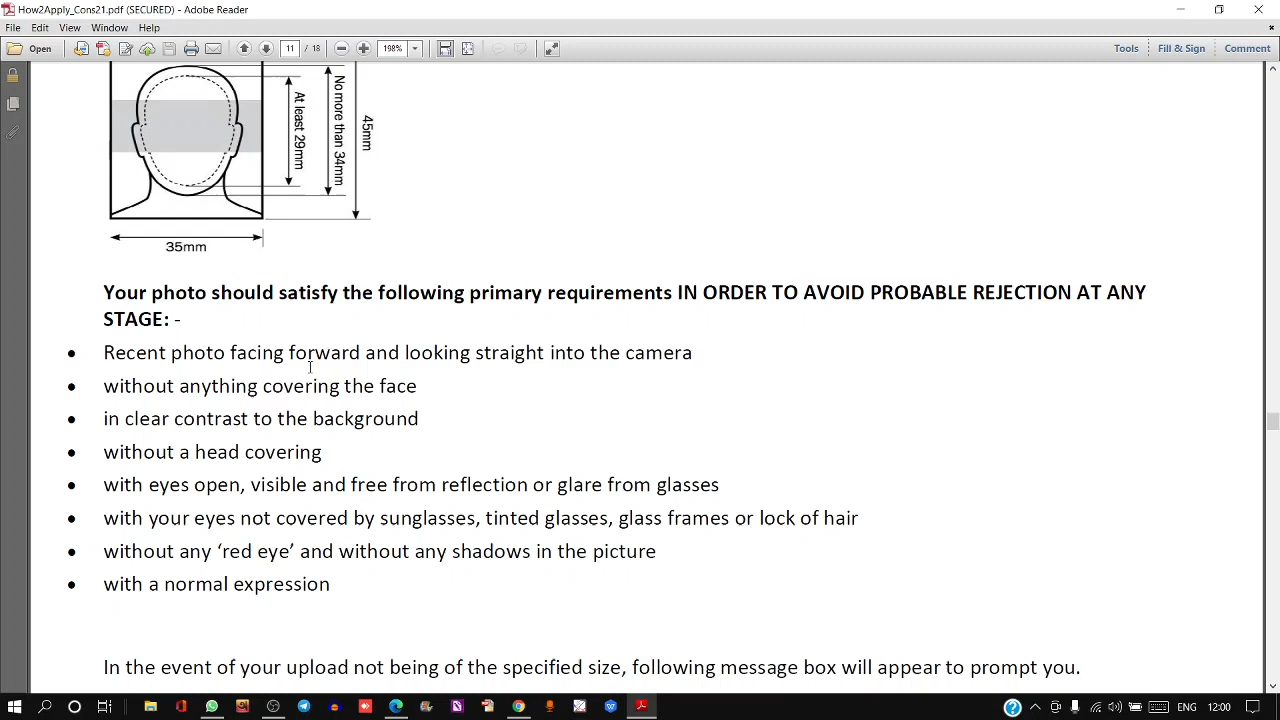 How2Apply_Cons21.pdf (SECURED) - Adobe Reader
File Edit View Window Help
Open 11 / 18 198% Tools Fill & Sign Comment
At least 29mm
No more than 34mm
45mm
35mm
Your photo should satisfy the following primary requirements IN ORDER TO AVOID PROBABLE REJECTION AT ANY
STAGE: -
• Recent photo facing forward and looking straight into the camera
• without anything covering the face
• in clear contrast to the background
• without a head covering
• with eyes open, visible and free from reflection or glare from glasses
• with your eyes not covered by sunglasses, tinted glasses, glass frames or lock of hair
• without any ‘red eye’ and without any shadows in the picture
• with a normal expression
In the event of your upload not being of the specified size, following message box will appear to prompt you.
ENG 12:00